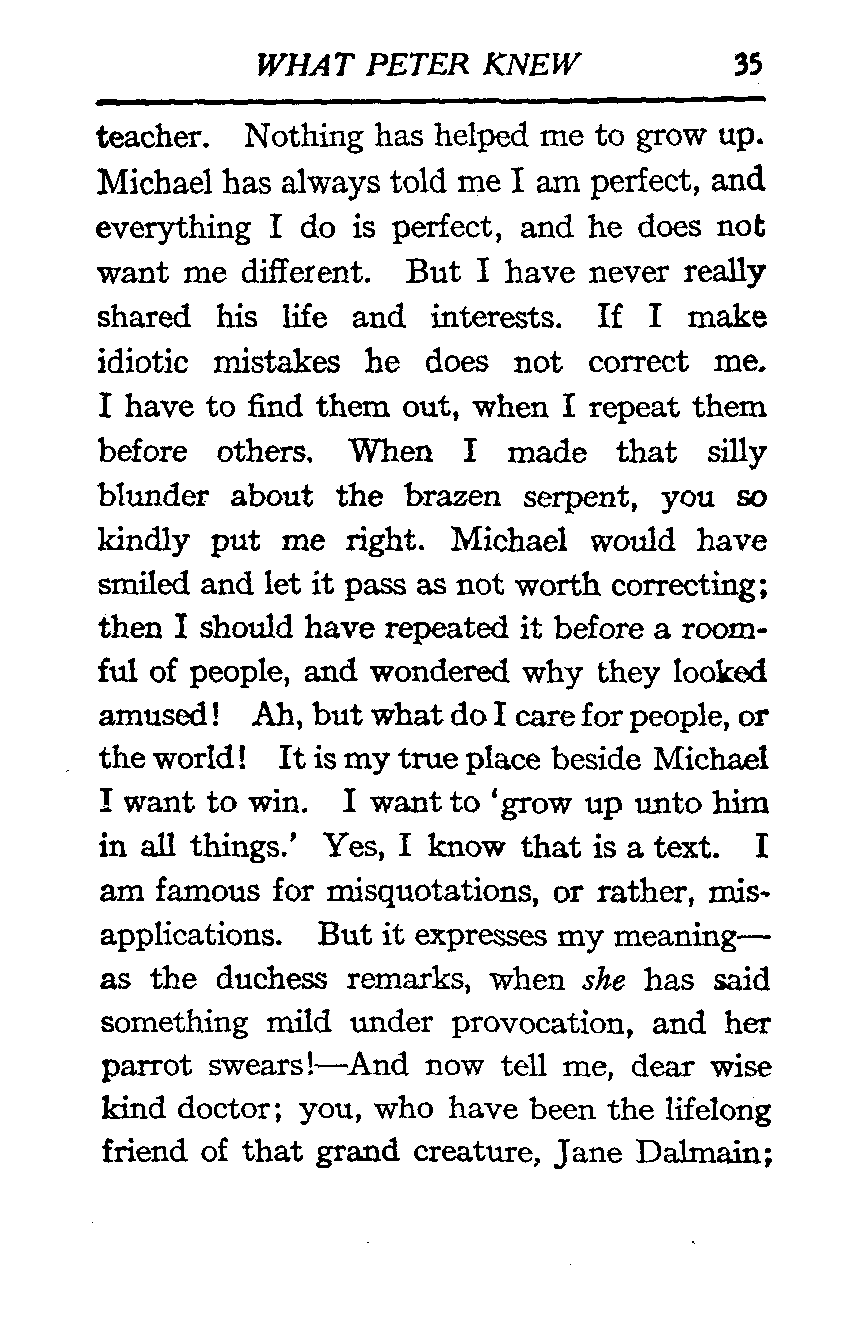 WHAT PETER KNEW 35
teacher. Nothing has helped me to grow up.
Michael has always told me I am perfect, and
everything I do is perfect, and he does not
want me different. But I have never really
shared his life and interests. If I make
idiotic mistakes he does not correct me.
I have to find them out, when I repeat them
before others. When I made that silly
blunder about the brazen serpent, you so
kindly put me right. Michael would have
smiled and let it pass as not worth correcting;
then I should have repeated it before a room-
ful of people, and wondered why they looked
amused! Ah, but what do I care for people, or
the world! It is my true place beside Michael
I want to win. I want to ‘grow up unto him
in all things.’ Yes, I know that is a text. I
am famous for misquotations, or rather, mis-
applications. But it expresses my meaning—
as the duchess remarks, when she has said
something mild under provocation, and her
parrot swears!—And now tell me, dear wise
kind doctor; you, who have been the lifelong
friend of that grand creature, Jane Dalmain;